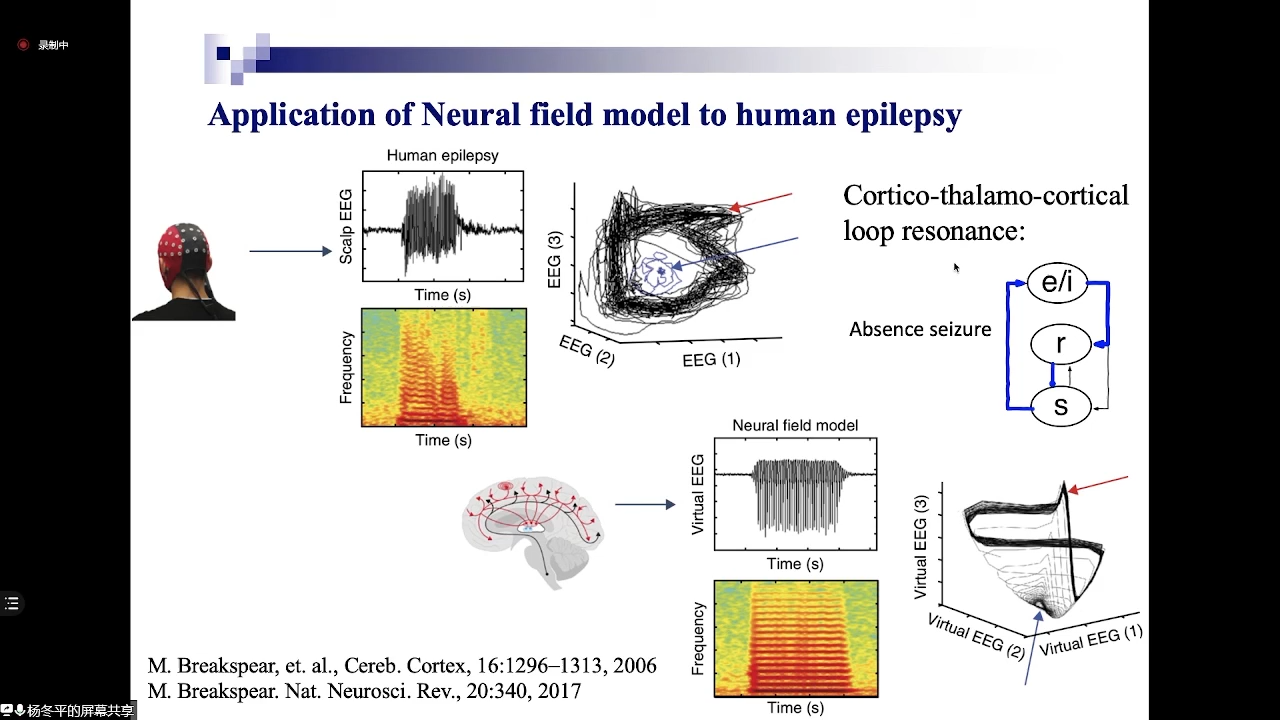 录制中
Application of Neural field model to human epilepsy
Human epilepsy
Scalp EEG
Time (s)
Frequency
Time (s)
EEG (3)
EEG (2)
EEG (1)
Cortico-thalamo-cortical
loop resonance:
Absence seizure
e/i
r
s
Neural field model
Virtual EEG
Time (s)
Frequency
Time (s)
Virtual EEG (3)
Virtual EEG (2)
Virtual EEG (1)
M. Breakspear, et. al., Cereb. Cortex, 16:1296–1313, 2006
M. Breakspear. Nat. Neurosci. Rev., 20:340, 2017
杨冬平的屏幕共享